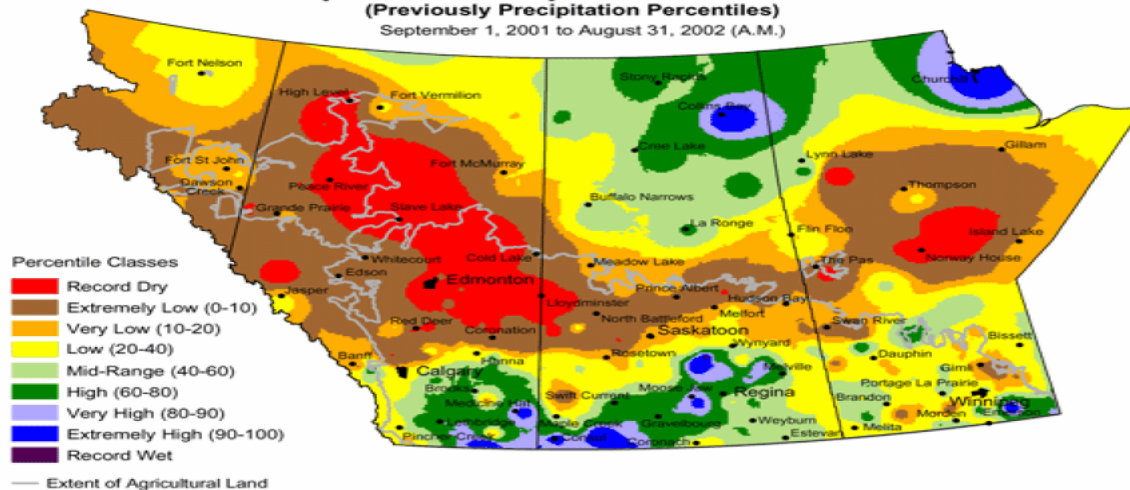 (Previously Precipitation Percentiles)
September 1, 2001 to August 31, 2002 (A.M.)
Fort Nelson
High Level
Fort Vermilion
Stony Rapids
Collins Bay
Churchill
Fort St John
Dawson
Creek
Fort McMurray
Cree Lake
Lynn Lake
Gillam
Peace River
Grande Prairie
Slave Lake
Buffalo Narrows
Thompson
La Ronge
Flin Flon
Island Lake
Whitecourt
Cold Lake
Meadow Lake
The Pas
Norway House
Edson
Edmonton
Jasper
Lloydminster
Prince Albert
Hudson Bay
Red Deer
North Battleford
Melfort
Coronation
Saskatoon
Swan River
Bissett
Banff
Hanna
Rosetown
Wynyard
Dauphin
Calgary
Melville
Gimli
Brooks
Swift Current
Moose Jaw
Regina
Portage La Prairie
Brandon
Winnipeg
Medicine Hat
Lethbridge
Maple Creek
Gravelbourg
Weyburn
Morden
Emerson
Pincher Creek
Consul
Coronach
Estevan
Melita
Percentile Classes
Record Dry
Extremely Low (0-10)
Very Low (10-20)
Low (20-40)
Mid-Range (40-60)
High (60-80)
Very High (80-90)
Extremely High (90-100)
Record Wet
Extent of Agricultural Land